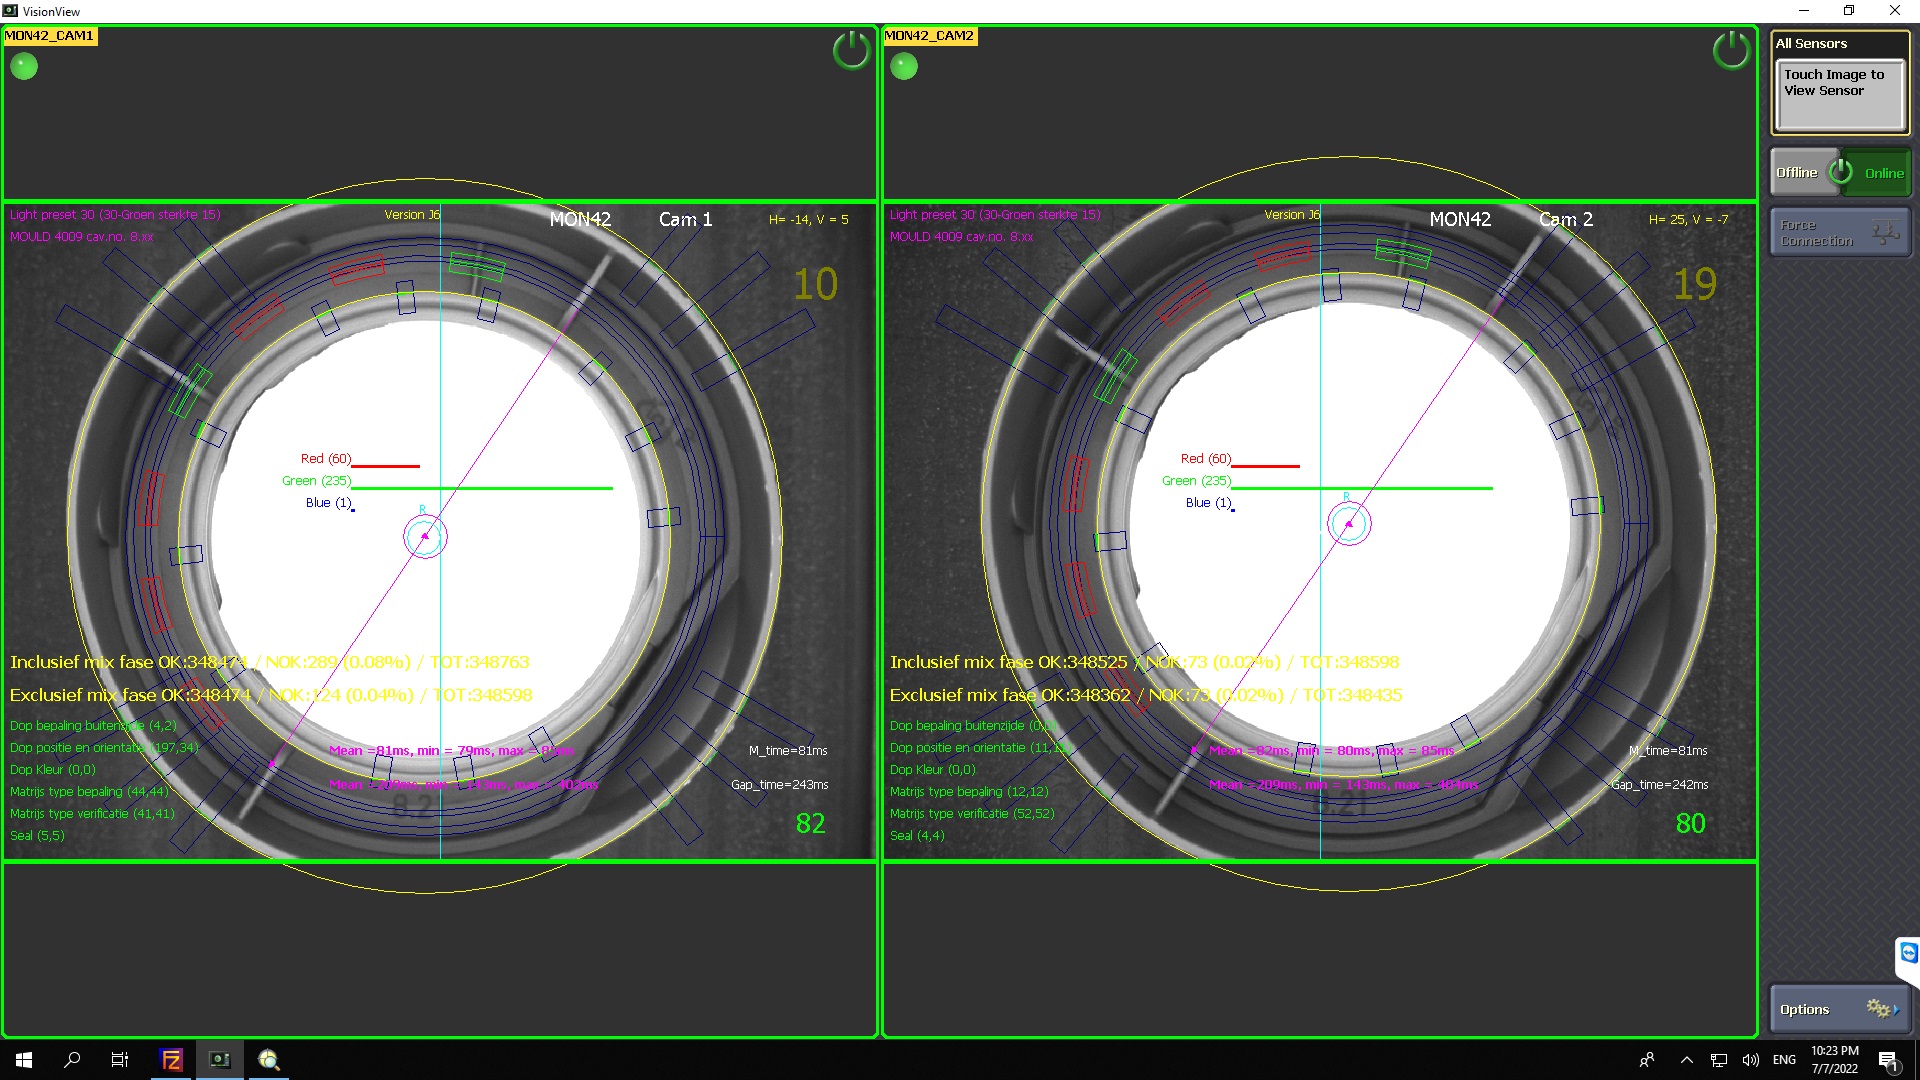 VisionView
MON42_CAM1
Light preset 30 (30-Groen sterkte 15)
Version J6
MON42
Cam 1
H= -14, V = 5
MOULD 4009 cav.no. 8.xx
10
Red (60)
Green (235)
Blue (1)
R
Inclusief mix fase OK:348474 / NOK:289 (0.08%) / TOT:348763
Exclusief mix fase OK:348474 / NOK:124 (0.04%) / TOT:348598
Dop bepaling buitenzijde (4,2)
Dop positie en orientatie (197,34)
Dop Kleur (0,0)
Matrijs type bepaling (44,44)
Matrijs type verificatie (41,41)
Seal (5,5)
Mean =81ms, min = 79ms, max =
M_time=81ms
Gap_time=243ms
82
MON42_CAM2
Light preset 30 (30-Groen sterkte 15)
Version J6
MON42
Cam 2
H= 25, V = -7
MOULD 4009 cav.no. 8.xx
19
Red (60)
Green (235)
Blue (1)
R
Inclusief mix fase OK:348525 / NOK:73 (0.02%) / TOT:348598
Exclusief mix fase OK:348362 / NOK:73 (0.02%) / TOT:348435
Dop bepaling buitenzijde
Dop positie en orientatie
Dop Kleur (0,0)
Matrijs type bepaling (12,12)
Matrijs type verificatie (52,52)
Seal (4,4)
Mean =82ms, min = 80ms, max = 85ms
Mean =209ms, min = 143ms, max = 404ms
M_time=81ms
Gap_time=242ms
80
All Sensors
Touch Image to
View Sensor
Offline
Online
Force
Connection
Options
ENG
10:23 PM
7/7/2022
1